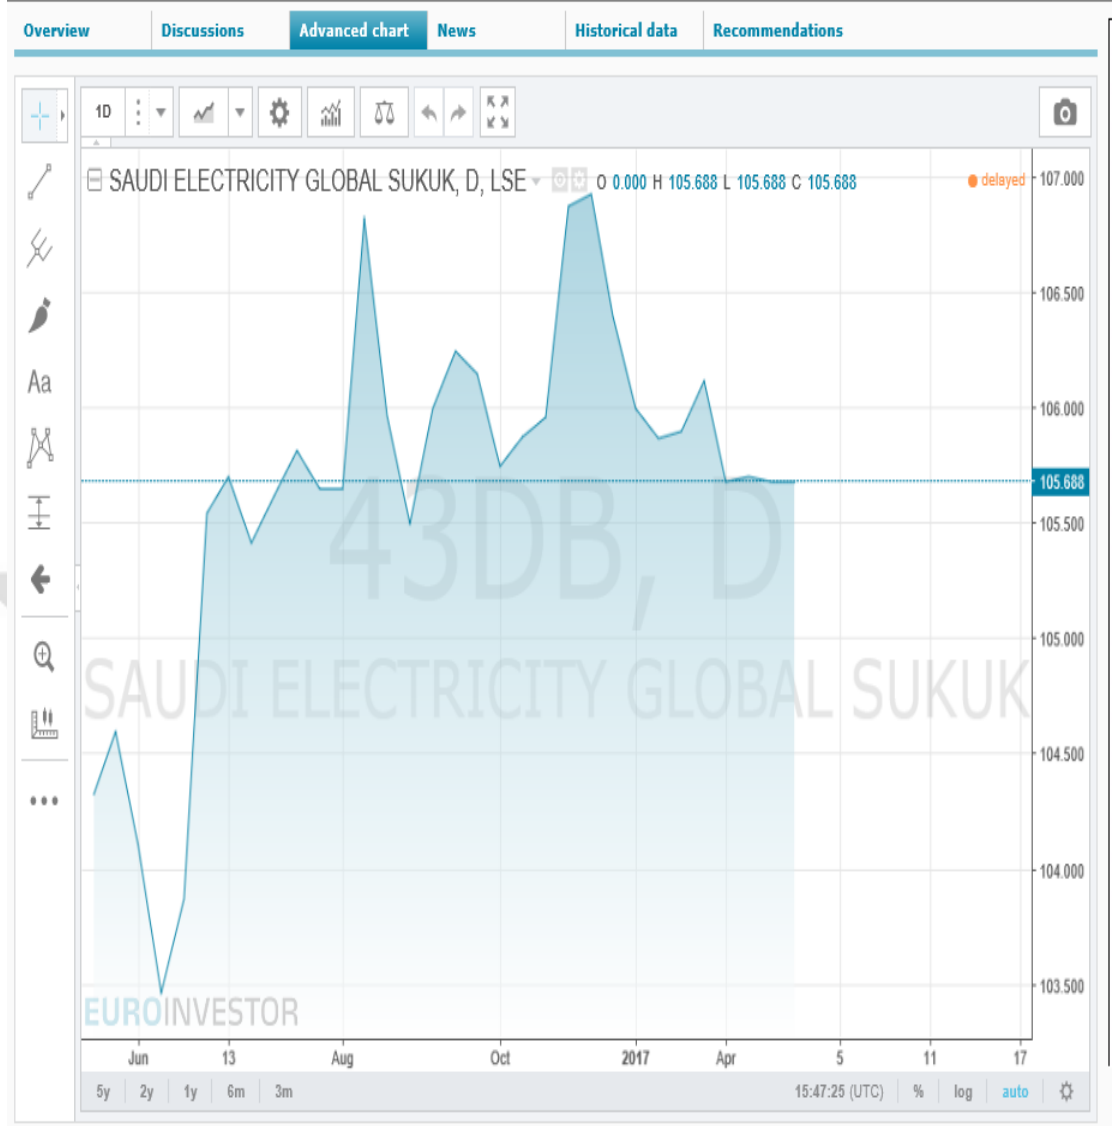 Overview Discussions Advanced chart News Historical data Recommendations
1D
SAUDI ELECTRICITY GLOBAL SUKUK, D, LSE O 0.000 H 105.688 L 105.688 C 105.688 delayed
107.000
106.500
Aa
106.000
105.688
105.500
43DB, D
105.000
SAUDI ELECTRICITY GLOBAL SUKUK
104.500
104.000
103.500
EUROINVESTOR
Jun 13 Aug Oct 2017 Apr 5 11 17
5y 2y 1y 6m 3m 15:47:25 (UTC) % log auto